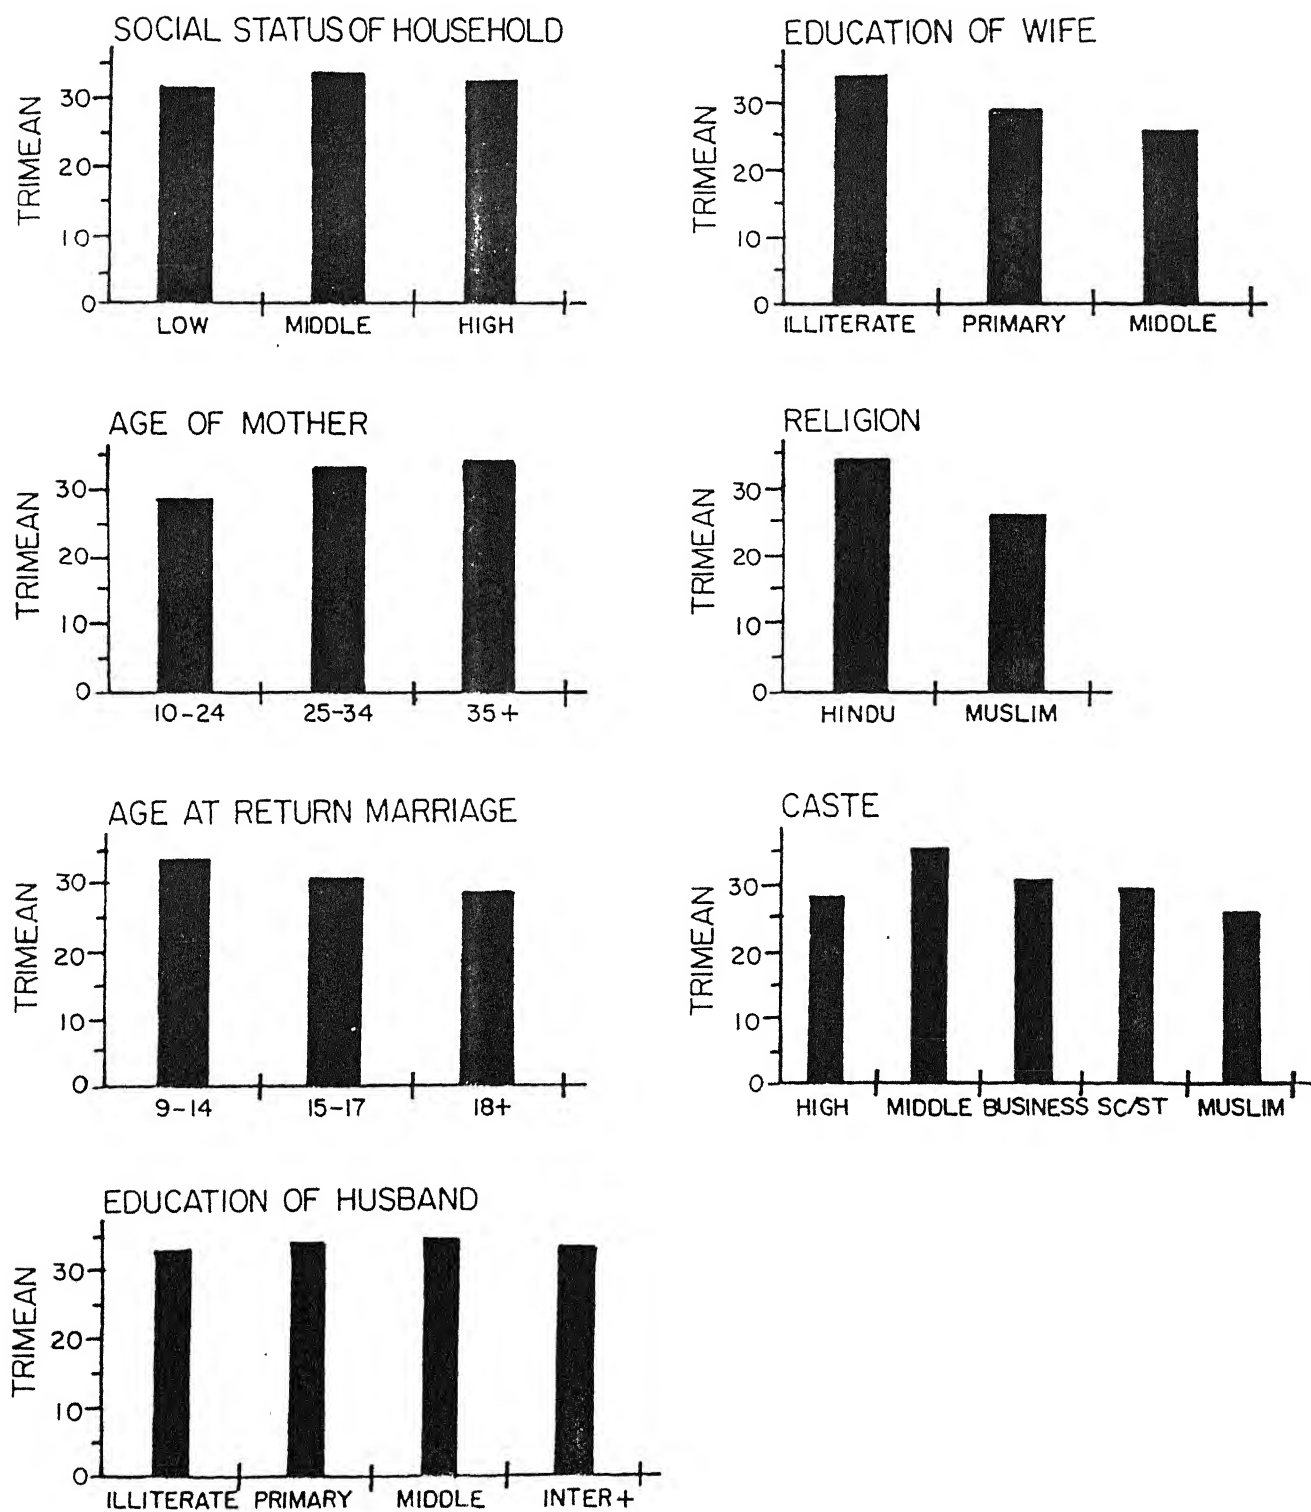 SOCIAL STATUS OF HOUSEHOLD
TRIMEAN
30
20
10
0
LOW MIDDLE HIGH
EDUCATION OF WIFE
TRIMEAN
30
20
10
0
ILLITERATE PRIMARY MIDDLE
AGE OF MOTHER
TRIMEAN
30
20
10
0
10-24 25-34 35+
RELIGION
TRIMEAN
30
20
10
0
HINDU MUSLIM
AGE AT RETURN MARRIAGE
TRIMEAN
30
20
10
0
9-14 15-17 18+
CASTE
TRIMEAN
30
20
10
0
HIGH MIDDLE BUSINESS SC/ST MUSLIM
EDUCATION OF HUSBAND
TRIMEAN
30
20
10
0
ILLITERATE PRIMARY MIDDLE INTER+